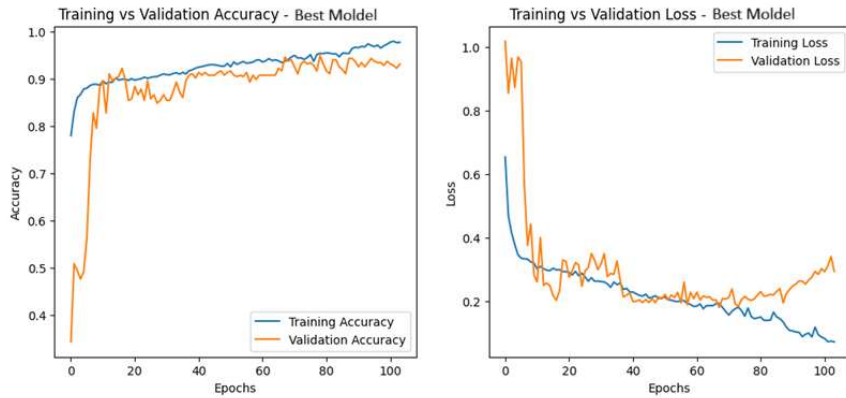 Training vs Validation Accuracy - Best Moldel
1.0
0.9
0.8
0.7
0.6
0.5
0.4
Accuracy
Training Accuracy
Validation Accuracy
0 20 40 60 80 100
Epochs
Training vs Validation Loss - Best Moldel
1.0
0.8
0.6
0.4
0.2
Loss
Training Loss
Validation Loss
0 20 40 60 80 100
Epochs